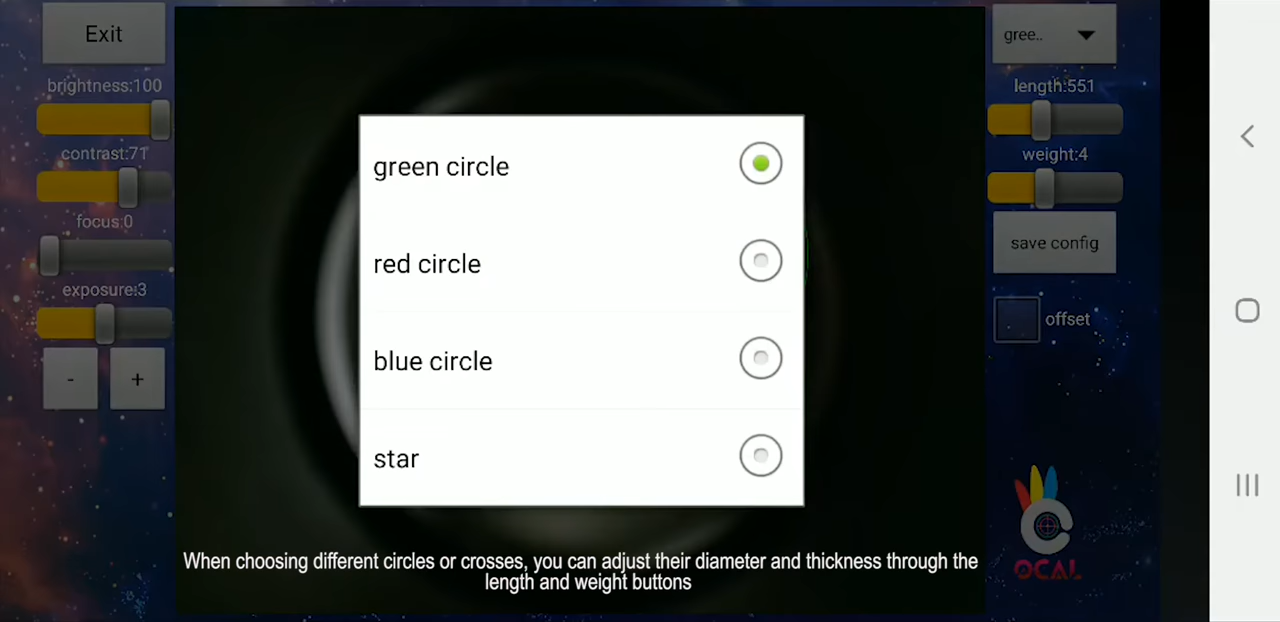 Exit
brightness:100
contrast:71
focus:0
exposure:3
-
+
green circle
red circle
blue circle
star
When choosing different circles or crosses, you can adjust their diameter and thickness through the
length and weight buttons
gree..
length:551
weight:4
save config
offset
OCAL